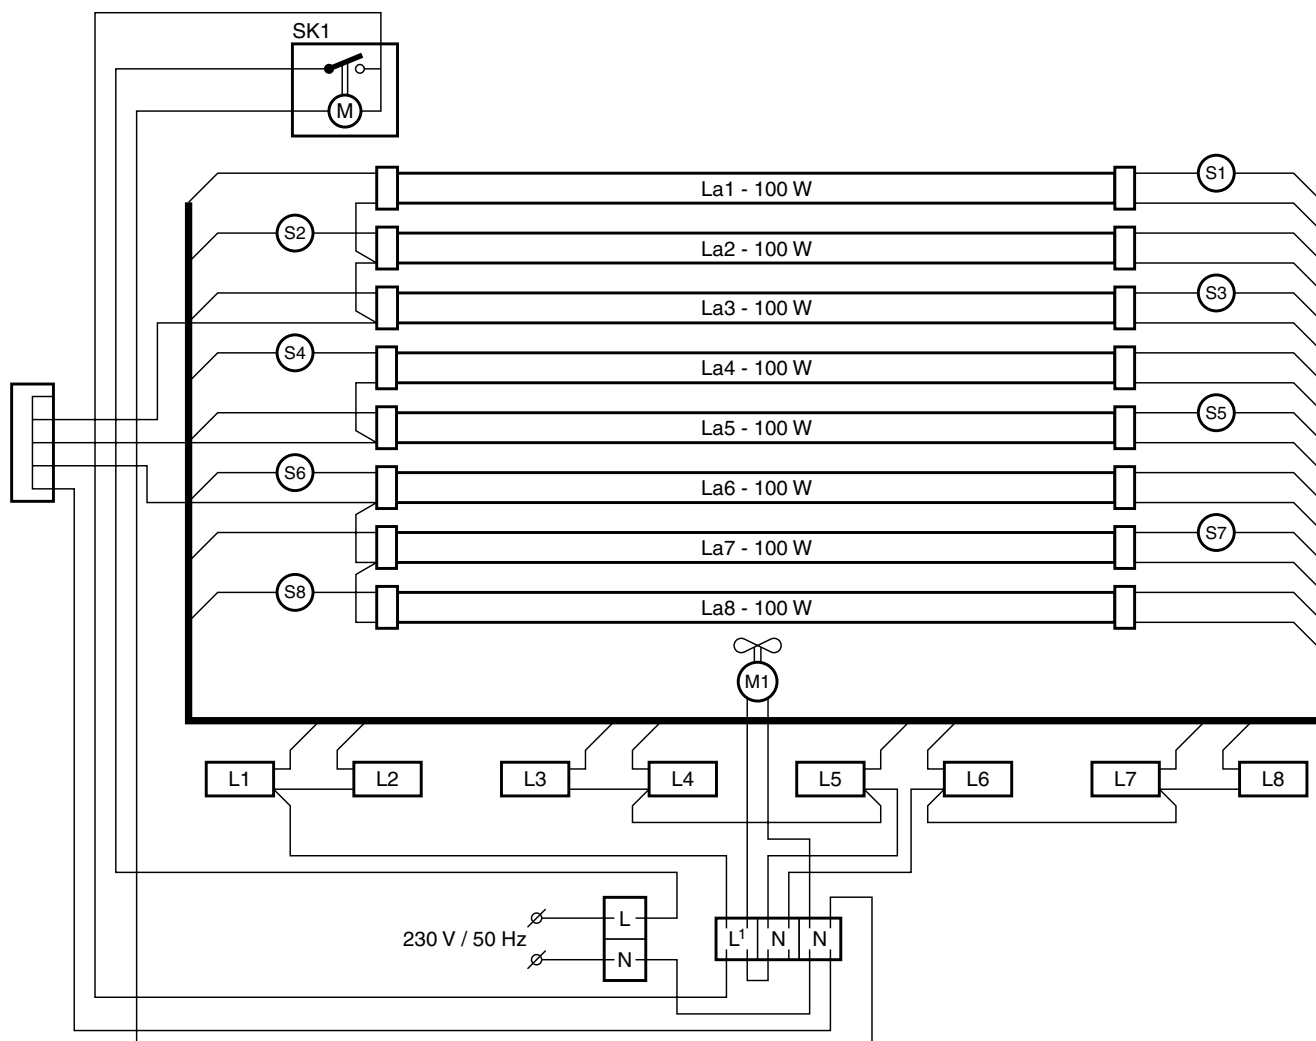 SK1
M
La1 - 100 W
S1
S2
La2 - 100 W
La3 - 100 W
S3
S4
La4 - 100 W
La5 - 100 W
S5
S6
La6 - 100 W
La7 - 100 W
S7
S8
La8 - 100 W
M1
L1
L2
L3
L4
L5
L6
L7
L8
230 V / 50 Hz
L
N
L¹
N
N